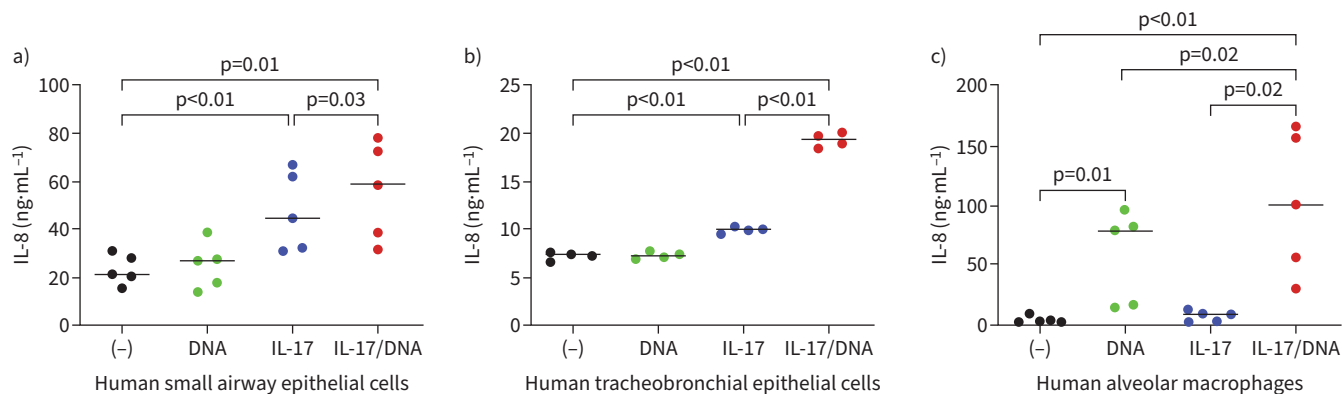 a)
p=0.01
p<0.01
p=0.03
100
80
60
40
20
0
IL-8 (ng·mL⁻¹)
(–) DNA IL-17 IL-17/DNA
Human small airway epithelial cells
b)
p<0.01
p<0.01
p<0.01
25
20
15
10
5
0
IL-8 (ng·mL⁻¹)
(–) DNA IL-17 IL-17/DNA
Human tracheobronchial epithelial cells
c)
p<0.01
p=0.02
p=0.02
p=0.01
200
150
100
50
0
IL-8 (ng·mL⁻¹)
(–) DNA IL-17 IL-17/DNA
Human alveolar macrophages